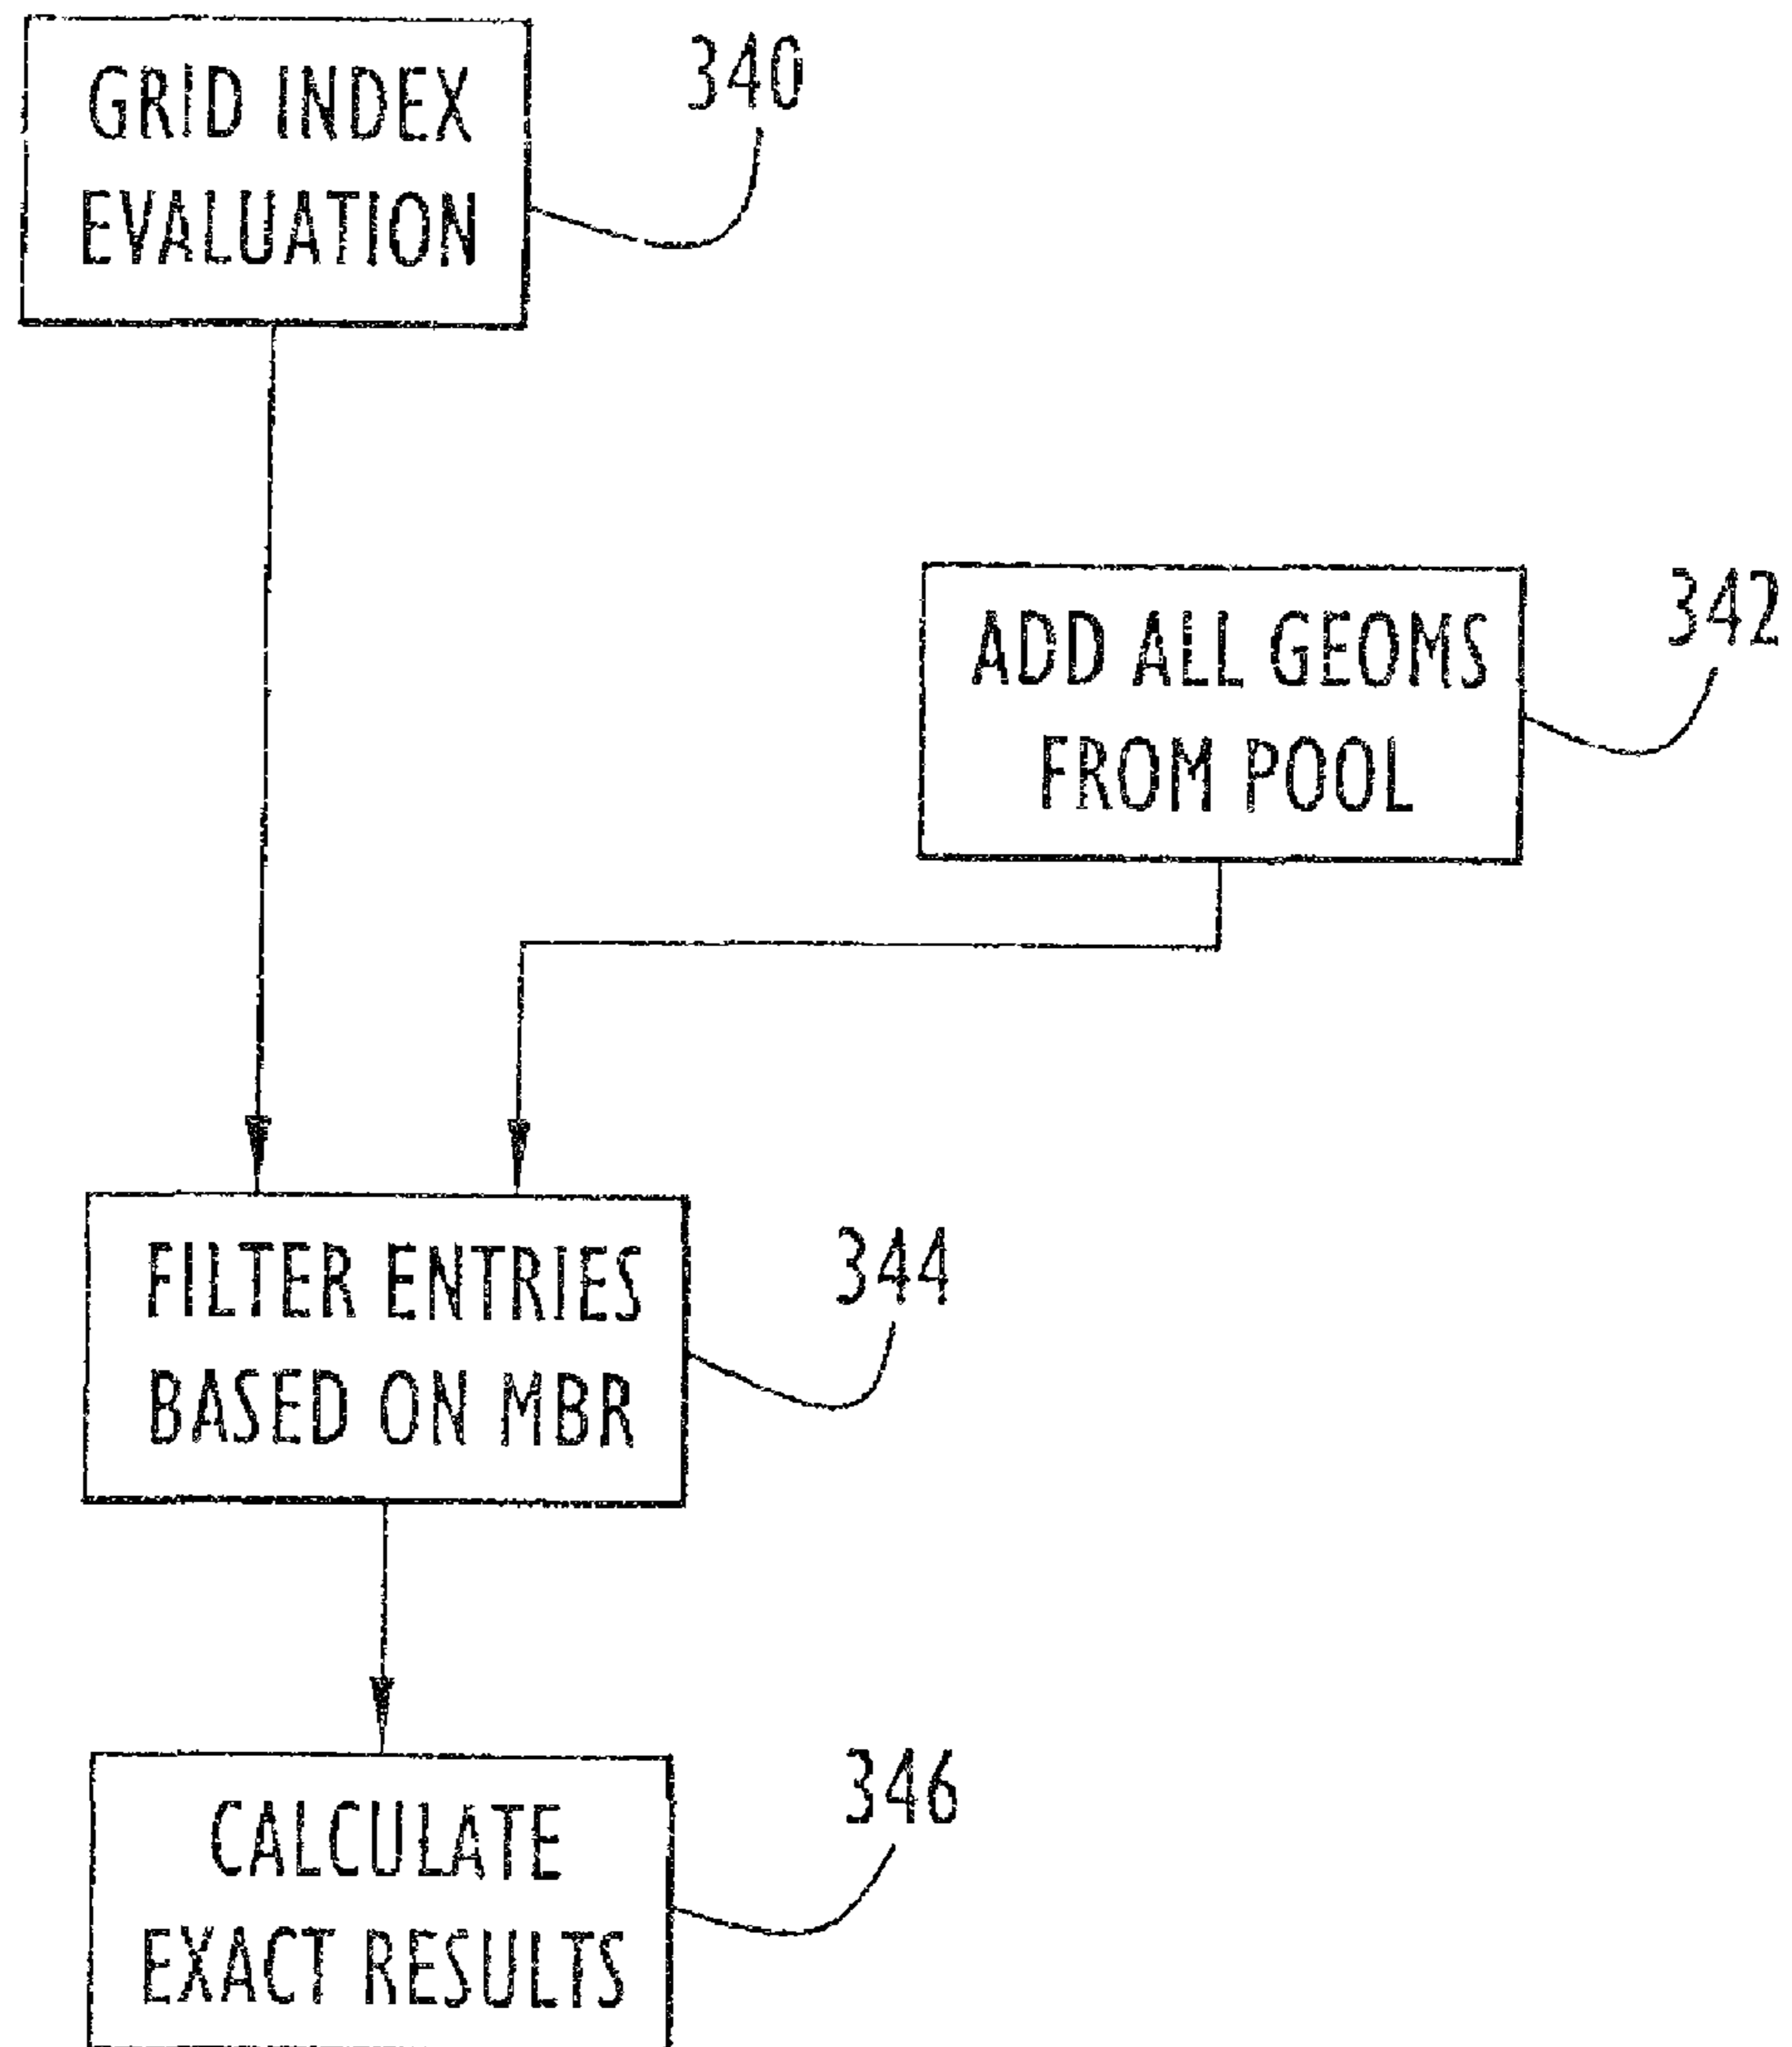 GRID INDEX
EVALUATION
340
ADD ALL GEOMS
FROM POOL
342
FILTER ENTRIES
BASED ON MBR
344
CALCULATE
EXACT RESULTS
346